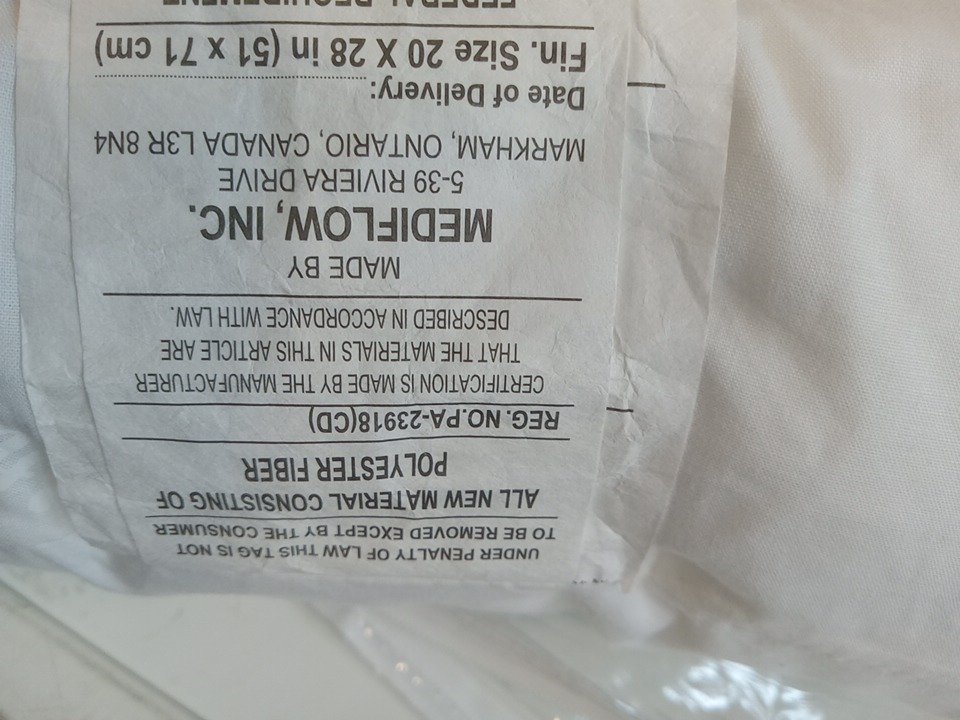 UNDER PENALTY OF LAW THIS TAG IS NOT
TO BE REMOVED EXCEPT BY THE CONSUMER
ALL NEW MATERIAL CONSISTING OF
POLYESTER FIBER
REG. NO.PA-23918(CD)
CERTIFICATION IS MADE BY THE MANUFACTURER
THAT THE MATERIALS IN THIS ARTICLE ARE
DESCRIBED IN ACCORDANCE WITH LAW.
MADE BY
MEDIFLOW, INC.
5-39 RIVIERA DRIVE
MARKHAM, ONTARIO, CANADA L3R 8N4
Date of Delivery:
Fin. Size 20 X 28 in (51 x 71 cm)
FEDERAL REQUIREMENT